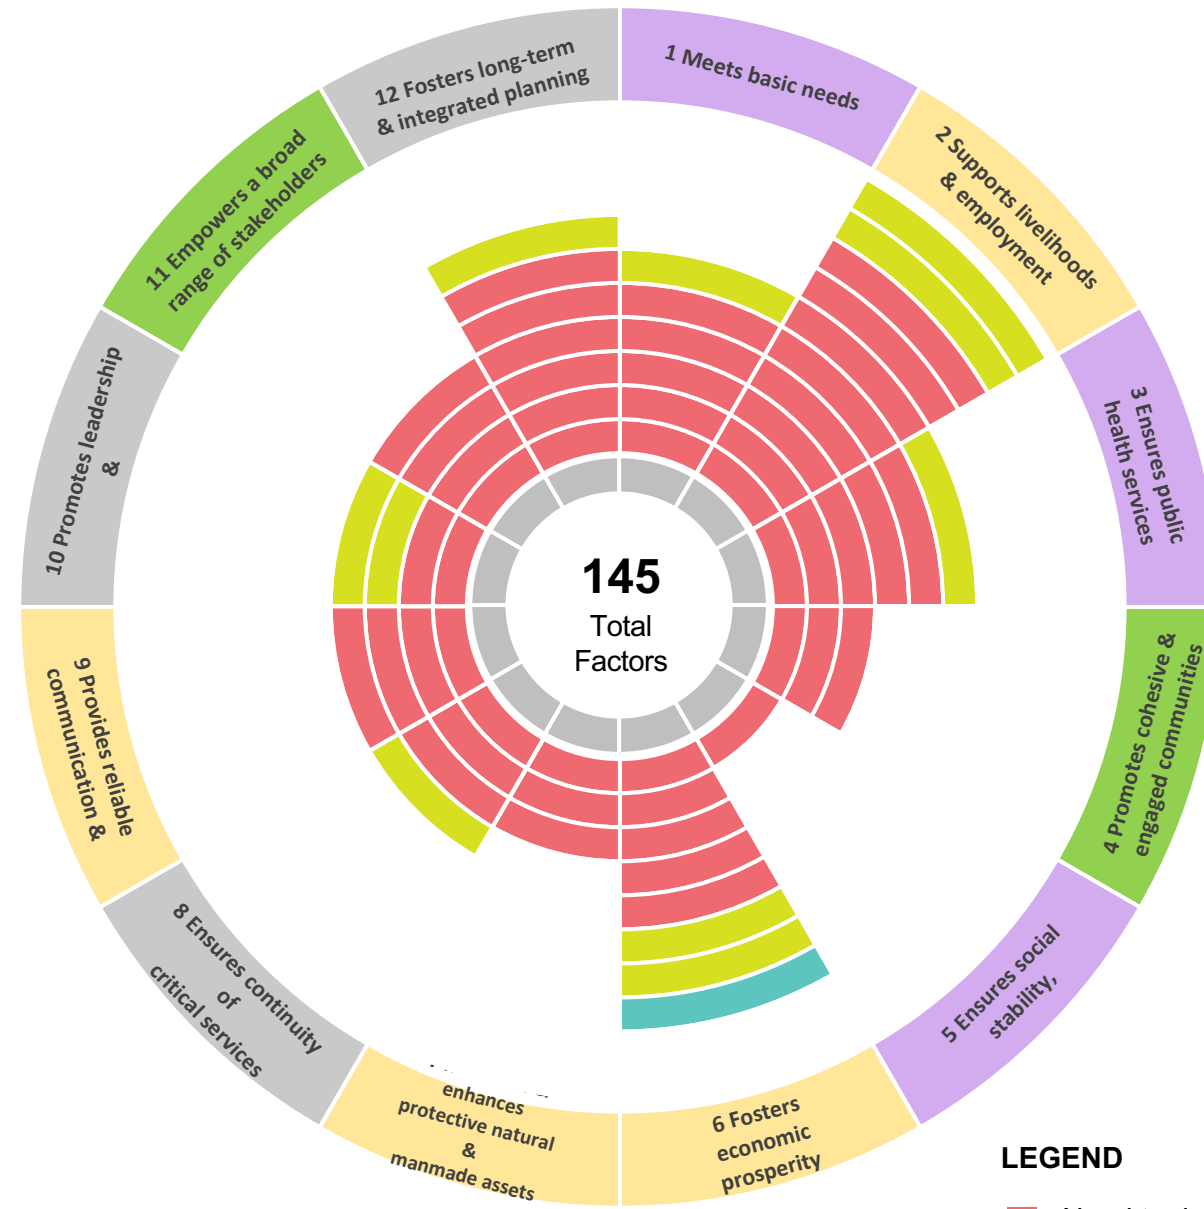 1 Meets basic needs
2 Supports livelihoods
& employment
3 Ensures public
health services
4 Promotes cohesive &
engaged communities
5 Ensures social
stability,
6 Fosters
economic
prosperity
enhances
protective natural
&
manmade assets
8 Ensures continuity
of
critical services
9 Provides reliable
communication &
10 Promotes leadership
&
11 Empowers a broad
range of stakeholders
12 Fosters long-term
& integrated planning
145
Total
Factors
LEGEND